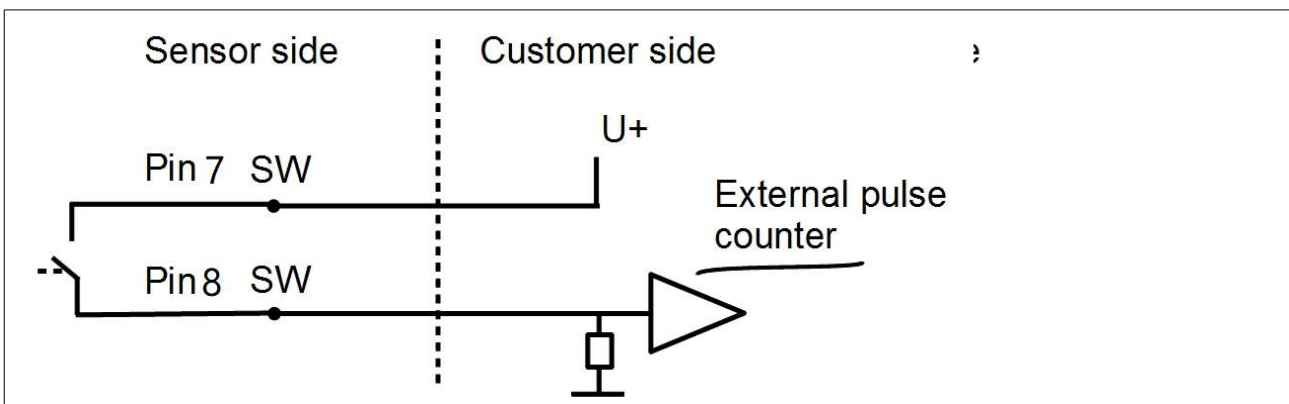 Sensor side
Customer side
U+
Pin 7 SW
External pulse
counter
Pin 8 SW